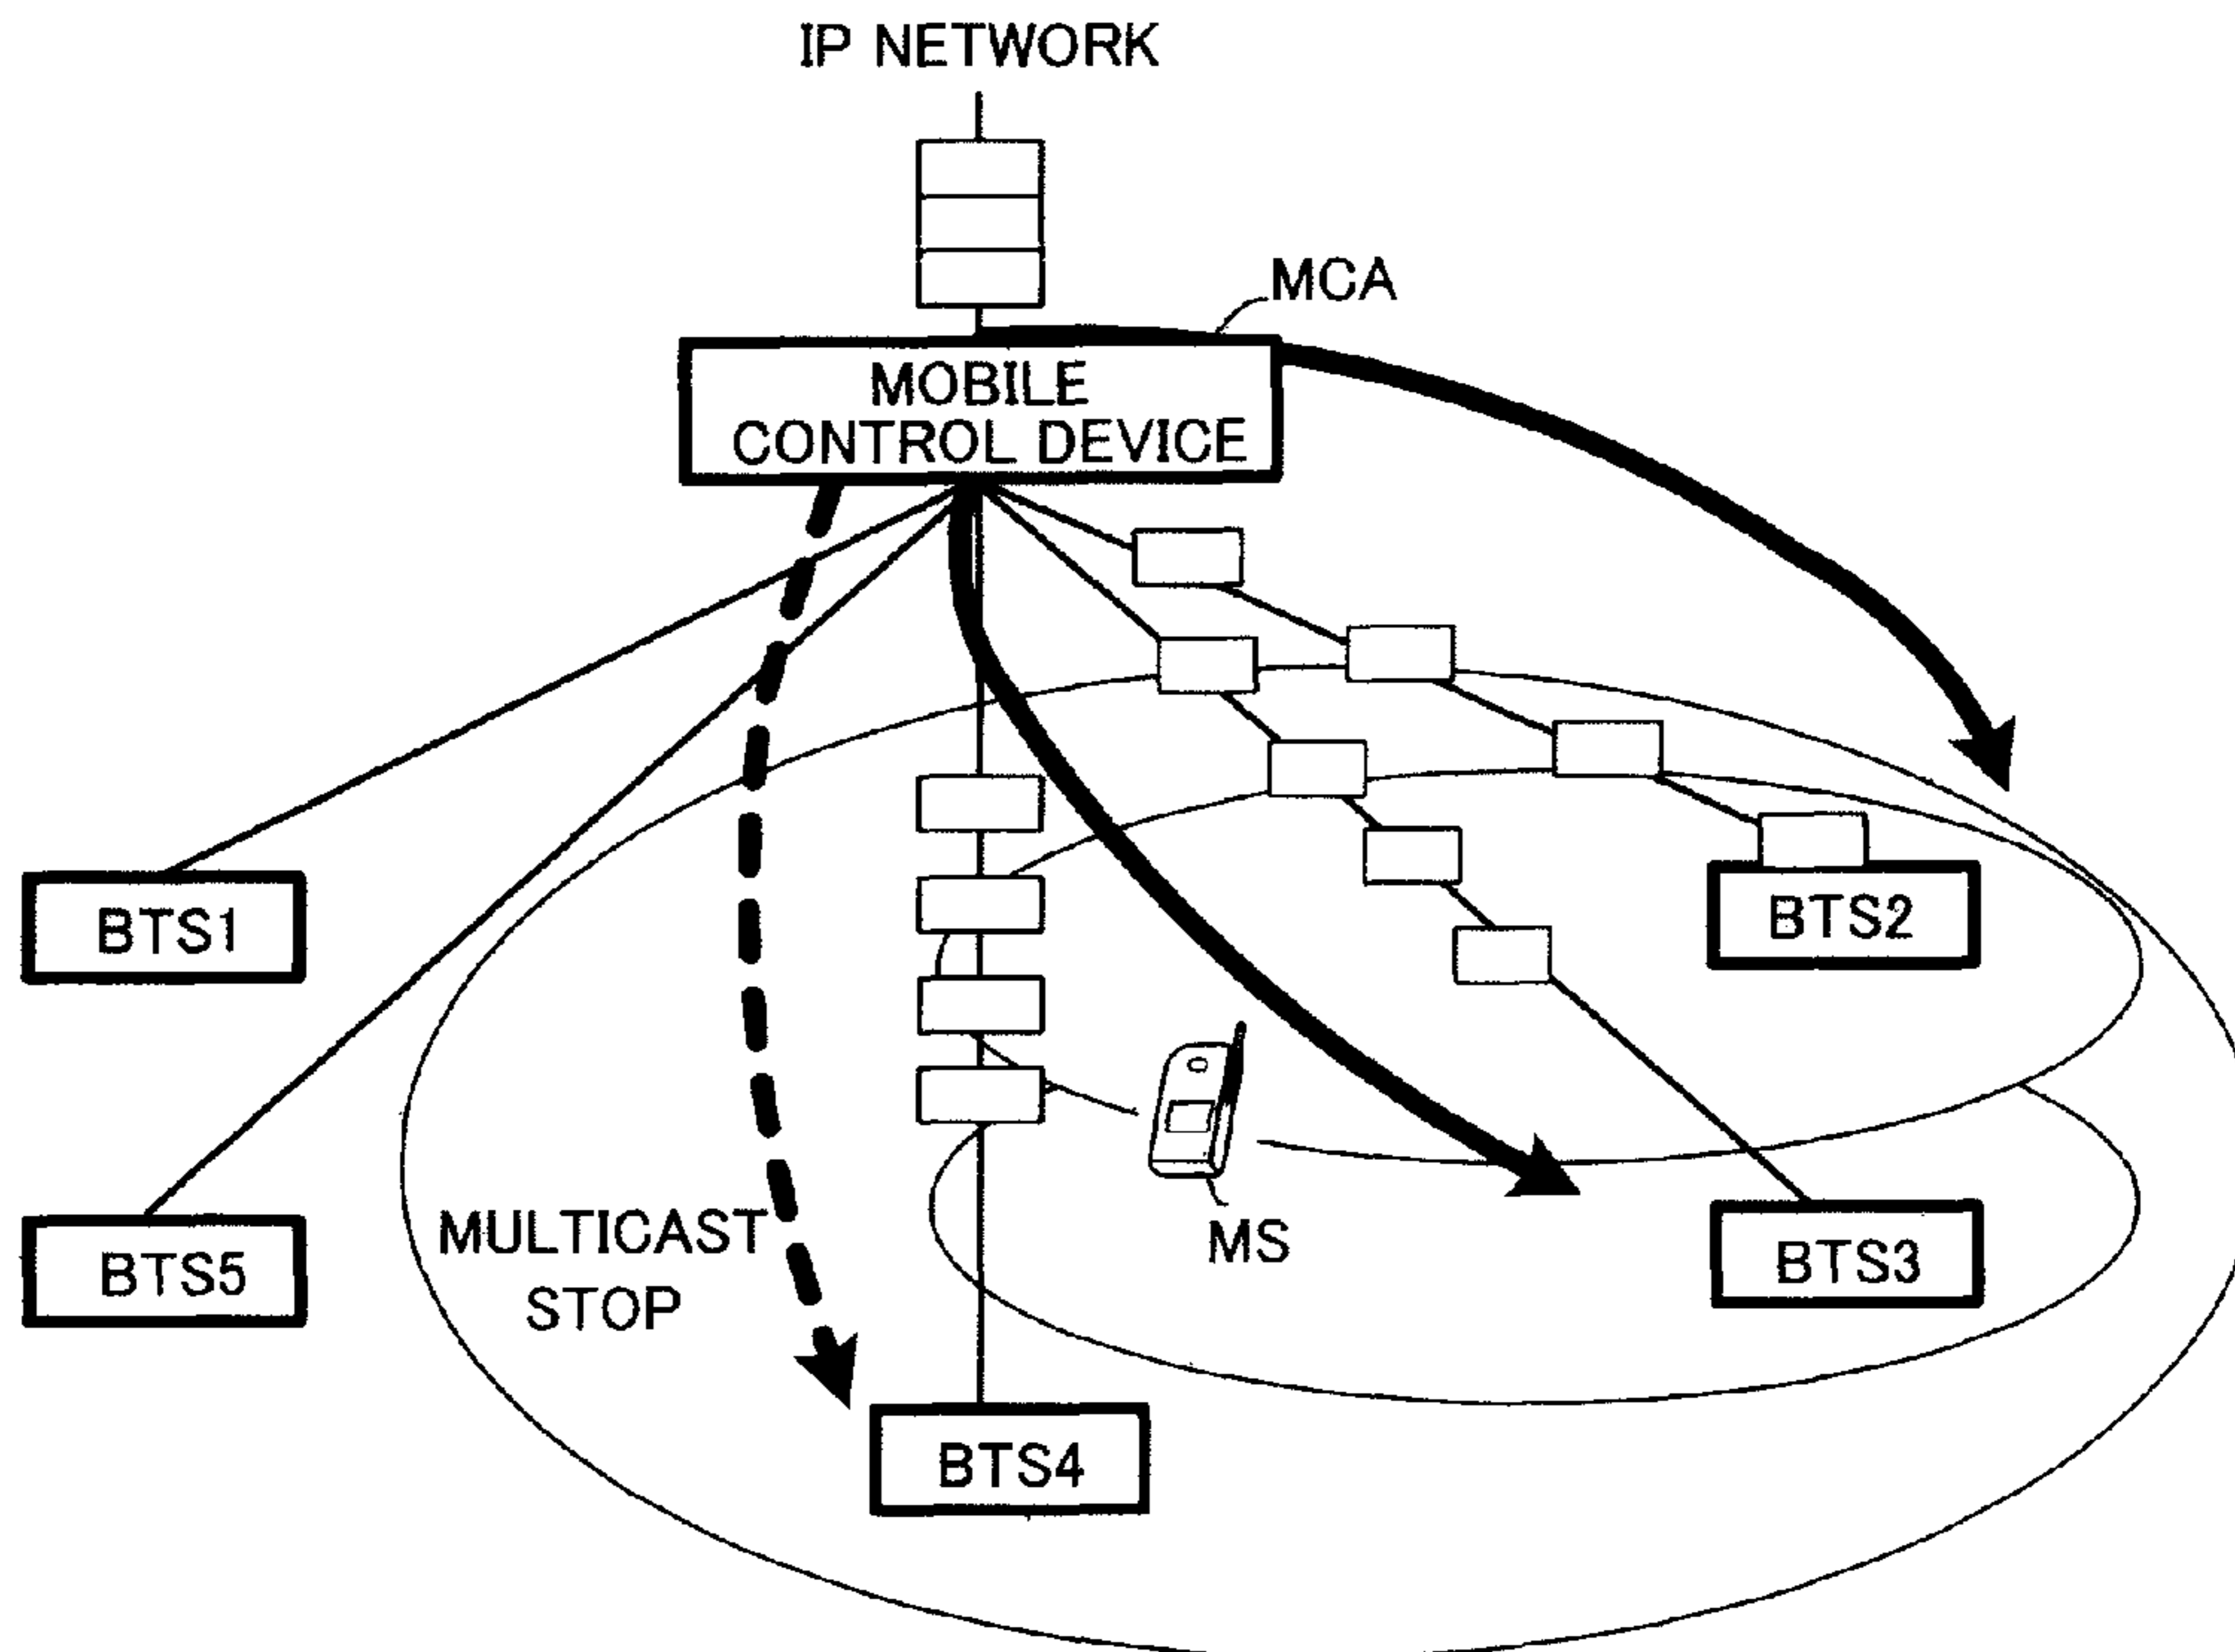 IP NETWORK
MCA
MOBILE
CONTROL DEVICE
BTS1
BTS2
MULTICAST
STOP
MS
BTS5
BTS3
BTS4